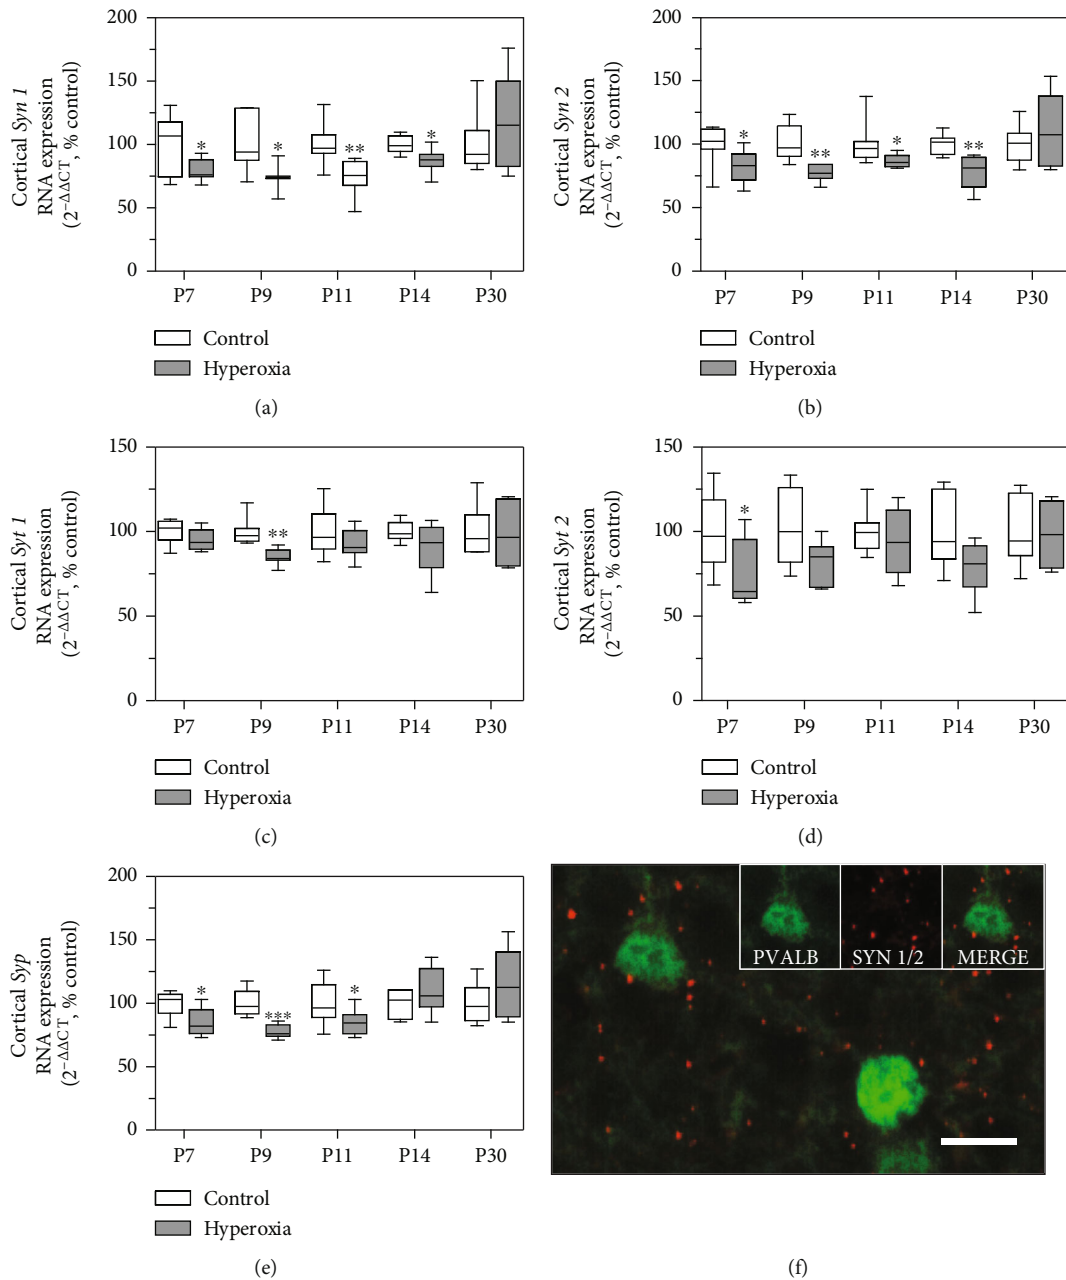 Cortical Syn 1
RNA expression
(2−ΔΔCT, % control)
200
150
100
50
0
* * ** *
P7 P9 P11 P14 P30
Control
Hyperoxia
(a)
Cortical Syn 2
RNA expression
(2−ΔΔCT, % control)
200
150
100
50
0
* ** * **
P7 P9 P11 P14 P30
Control
Hyperoxia
(b)
Cortical Syt 1
RNA expression
(2−ΔΔCT, % control)
150
100
50
0
**
P7 P9 P11 P14 P30
Control
Hyperoxia
(c)
Cortical Syt 2
RNA expression
(2−ΔΔCT, % control)
150
100
50
0
*
P7 P9 P11 P14 P30
Control
Hyperoxia
(d)
Cortical Syp
RNA expression
(2−ΔΔCT, % control)
200
150
100
50
0
* *** *
P7 P9 P11 P14 P30
Control
Hyperoxia
(e)
PVALB SYN 1/2 MERGE
(f)